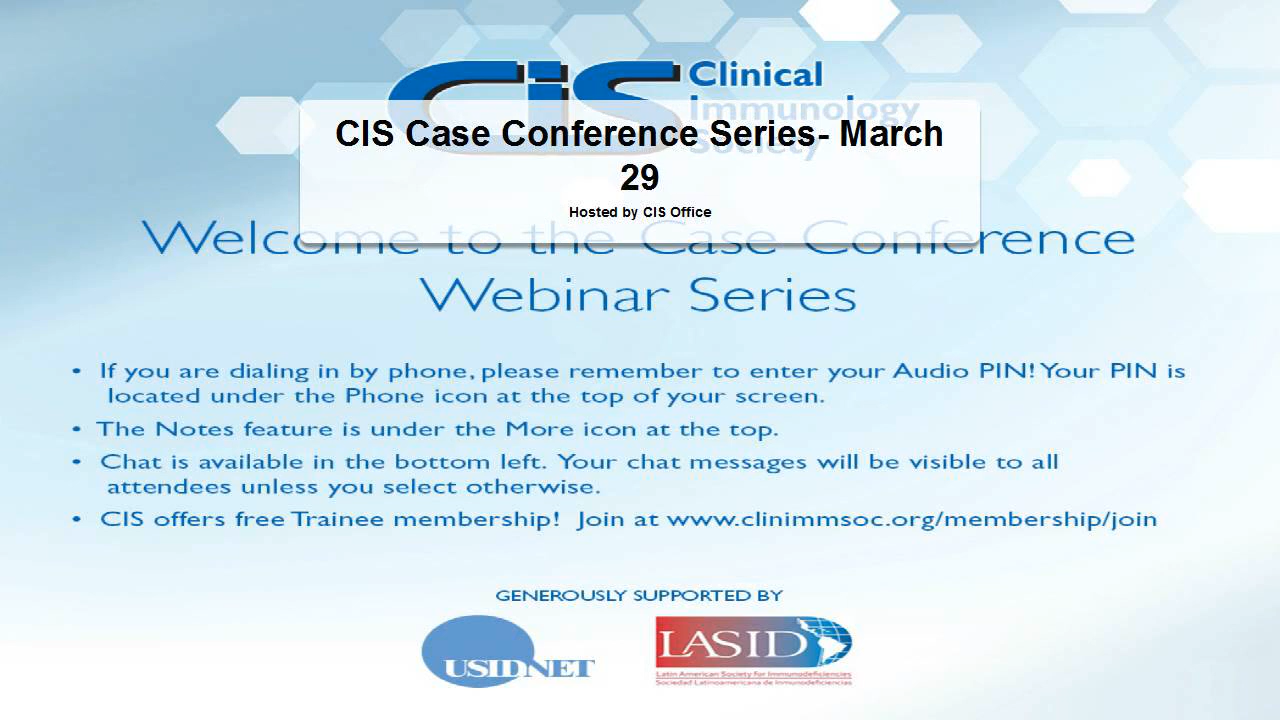 CIS Clinical
Immunology
Society
CIS Case Conference Series- March
29
Hosted by CIS Office
Welcome to the Case Conference
Webinar Series
• If you are dialing in by phone, please remember to enter your Audio PIN! Your PIN is
located under the Phone icon at the top of your screen.
• The Notes feature is under the More icon at the top.
• Chat is available in the bottom left. Your chat messages will be visible to all
attendees unless you select otherwise.
• CIS offers free Trainee membership! Join at www.clinimmsoc.org/membership/join
GENEROUSLY SUPPORTED BY
USIDNET
LASID
Latin American Society for Immunodeficiencies
Sociedad Latinoamericana de Inmunodeficiencias